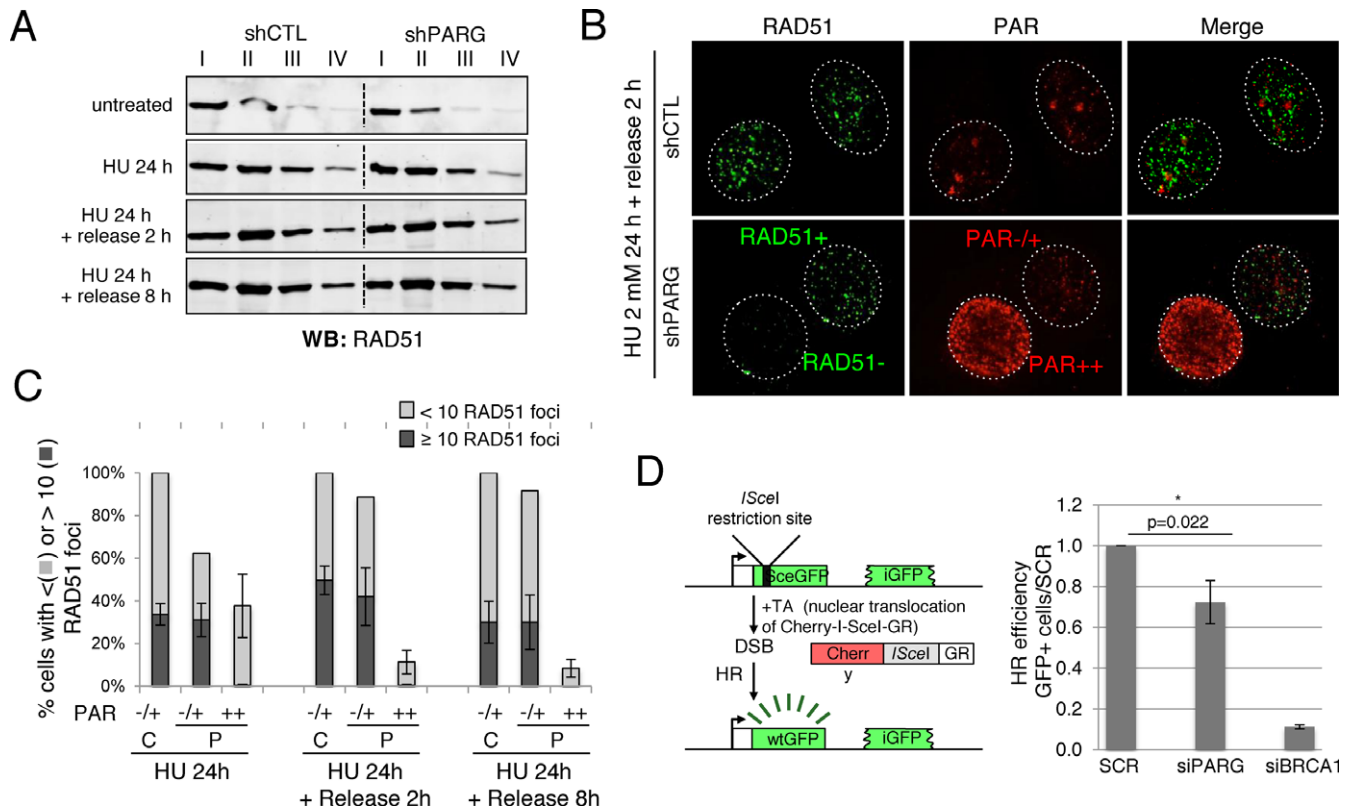 A
shCTL shPARG
I II III IV I II III IV
untreated
HU 24 h
HU 24 h
+ release 2 h
HU 24 h
+ release 8 h
WB: RAD51
B
RAD51 PAR Merge
HU 2 mM 24 h + release 2 h
shCTL
shPARG
RAD51+
RAD51-
PAR-/+
PAR++
C
< 10 RAD51 foci
≥ 10 RAD51 foci
% cells with <(■) or > 10 (■)
RAD51 foci
100%
80%
60%
40%
20%
0%
PAR -/+ -/+ ++ -/+ -/+ ++ -/+ -/+ ++
C P C P C P
HU 24h HU 24h HU 24h
+ Release 2h + Release 8h
D
ISceI
restriction site
SceGFP iGFP
+TA (nuclear translocation
of Cherry-I-SceI-GR)
DSB
Cherr ISceI GR
y
HR
wtGFP iGFP
HR efficiency
GFP+ cells/SCR
1.2
1.0
0.8
0.6
0.4
0.2
0.0
*
p=0.022
SCR siPARG siBRCA1